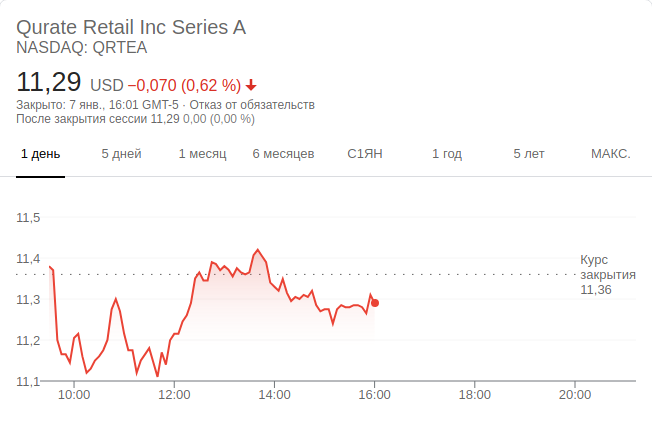 Qurate Retail Inc Series A
NASDAQ: QRTEA
11,29 USD −0,070 (0,62 %)
Закрыто: 7 янв., 16:01 GMT-5 · Отказ от обязательств
После закрытия сессии 11,29 0,00 (0,00 %)
1 день 5 дней 1 месяц 6 месяцев С1ЯН 1 год 5 лет МАКС.
11,5
11,4
Курс
закрытия
11,36
11,3
11,2
11,1
10:00 12:00 14:00 16:00 18:00 20:00